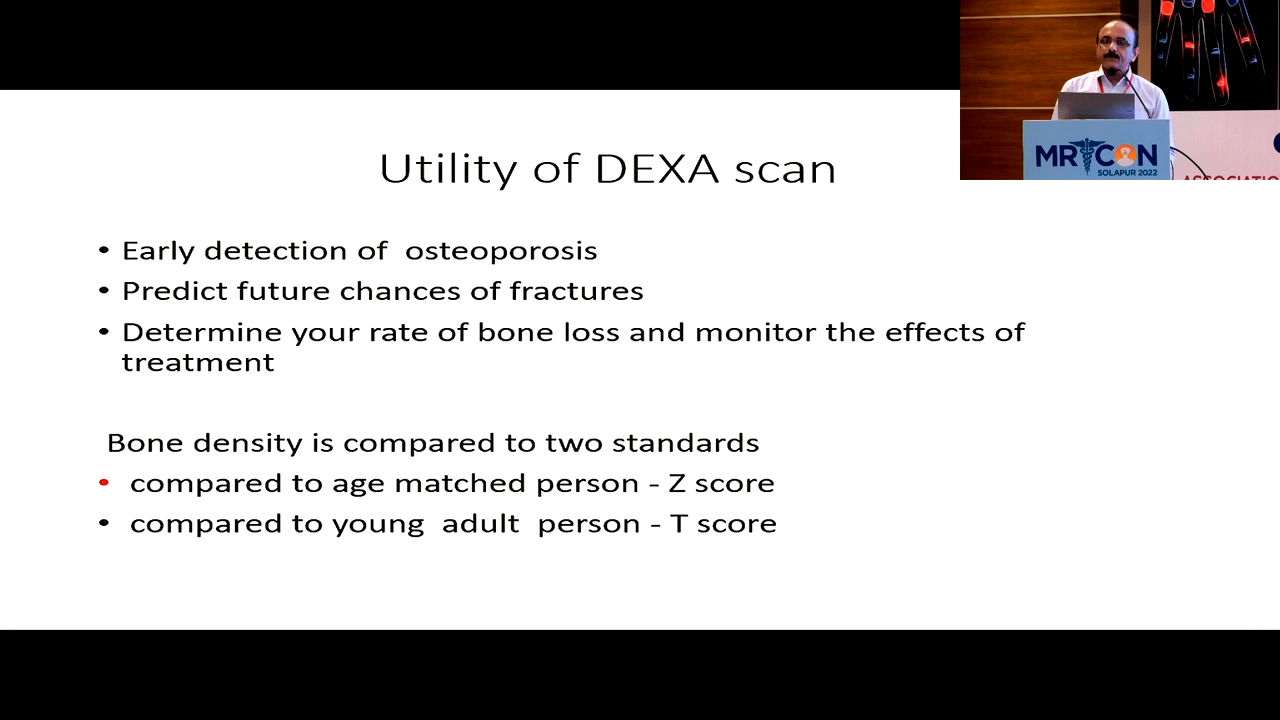 Utility of DEXA scan
• Early detection of osteoporosis
• Predict future chances of fractures
• Determine your rate of bone loss and monitor the effects of
treatment
Bone density is compared to two standards
• compared to age matched person - Z score
• compared to young adult person - T score
MR CON
SOLAPUR 2022